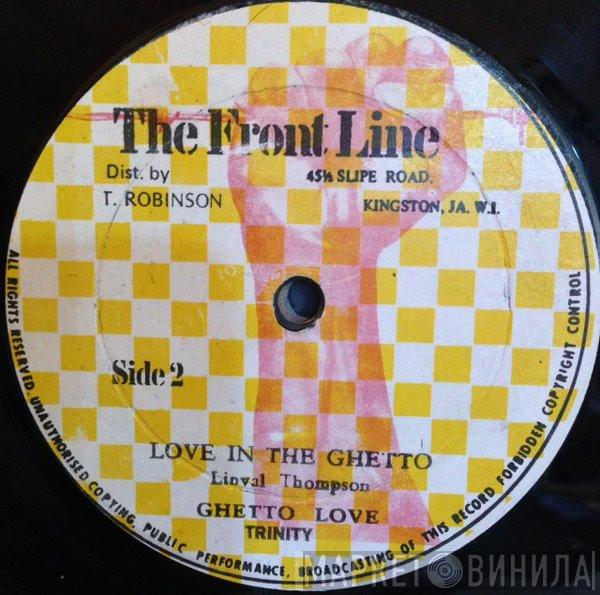 The Front Line
Dist. by
T. ROBINSON
45½ SLIPE ROAD,
KINGSTON, JA. W.I.
Side 2
LOVE IN THE GHETTO
Linval Thompson
GHETTO LOVE
TRINITY
ALL RIGHTS RESERVED. UNAUTHORISED COPYING, PUBLIC PERFORMANCE, BROADCASTING OF THIS RECORD FORBIDDEN COPYRIGHT CONTROL
МАРКЕТ ВИНИЛА